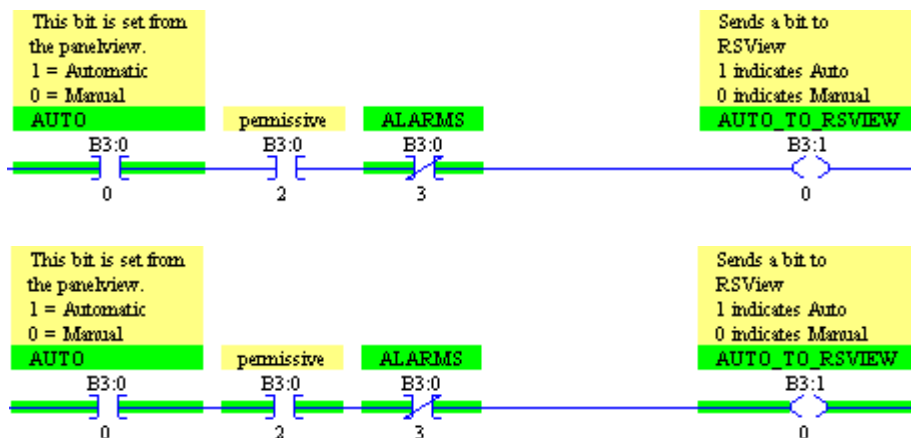 This bit is set from
the panelview.
1 = Automatic
0 = Manual
AUTO
B3:0
0
permissive
B3:0
2
ALARMS
B3:0
3
Sends a bit to
RSView
1 indicates Auto
0 indicates Manual
AUTO_TO_RSVIEW
B3:1
0
This bit is set from
the panelview.
1 = Automatic
0 = Manual
AUTO
B3:0
0
permissive
B3:0
2
ALARMS
B3:0
3
Sends a bit to
RSView
1 indicates Auto
0 indicates Manual
AUTO_TO_RSVIEW
B3:1
0